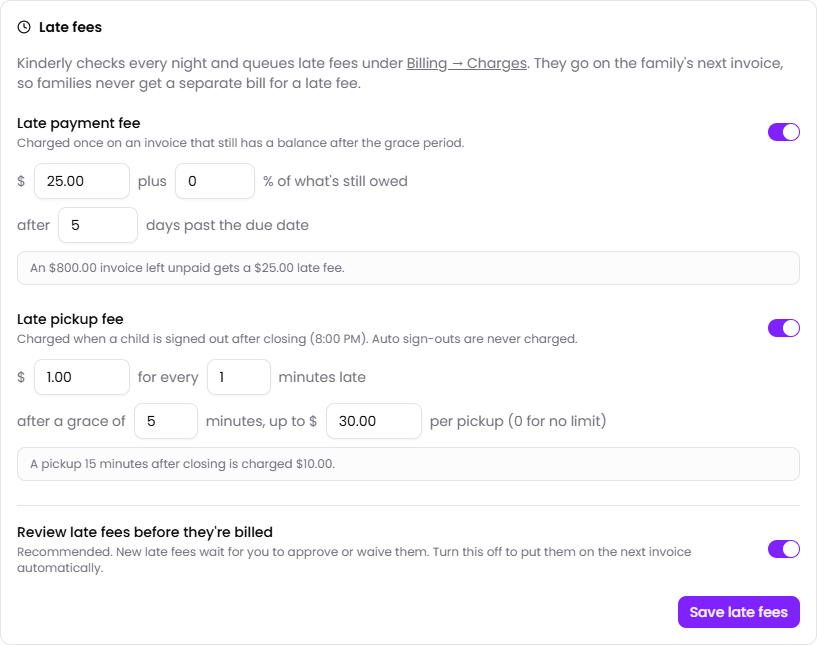 Late fees
Kinderly checks every night and queues late fees under Billing → Charges. They go on the family's next invoice,
so families never get a separate bill for a late fee.
Late payment fee
Charged once on an invoice that still has a balance after the grace period.
$ 25.00 plus 0 % of what's still owed
after 5 days past the due date
An $800.00 invoice left unpaid gets a $25.00 late fee.
Late pickup fee
Charged when a child is signed out after closing (8:00 PM). Auto sign-outs are never charged.
$ 1.00 for every 1 minutes late
after a grace of 5 minutes, up to $ 30.00 per pickup (0 for no limit)
A pickup 15 minutes after closing is charged $10.00.
Review late fees before they're billed
Recommended. New late fees wait for you to approve or waive them. Turn this off to put them on the next invoice
automatically.
Save late fees